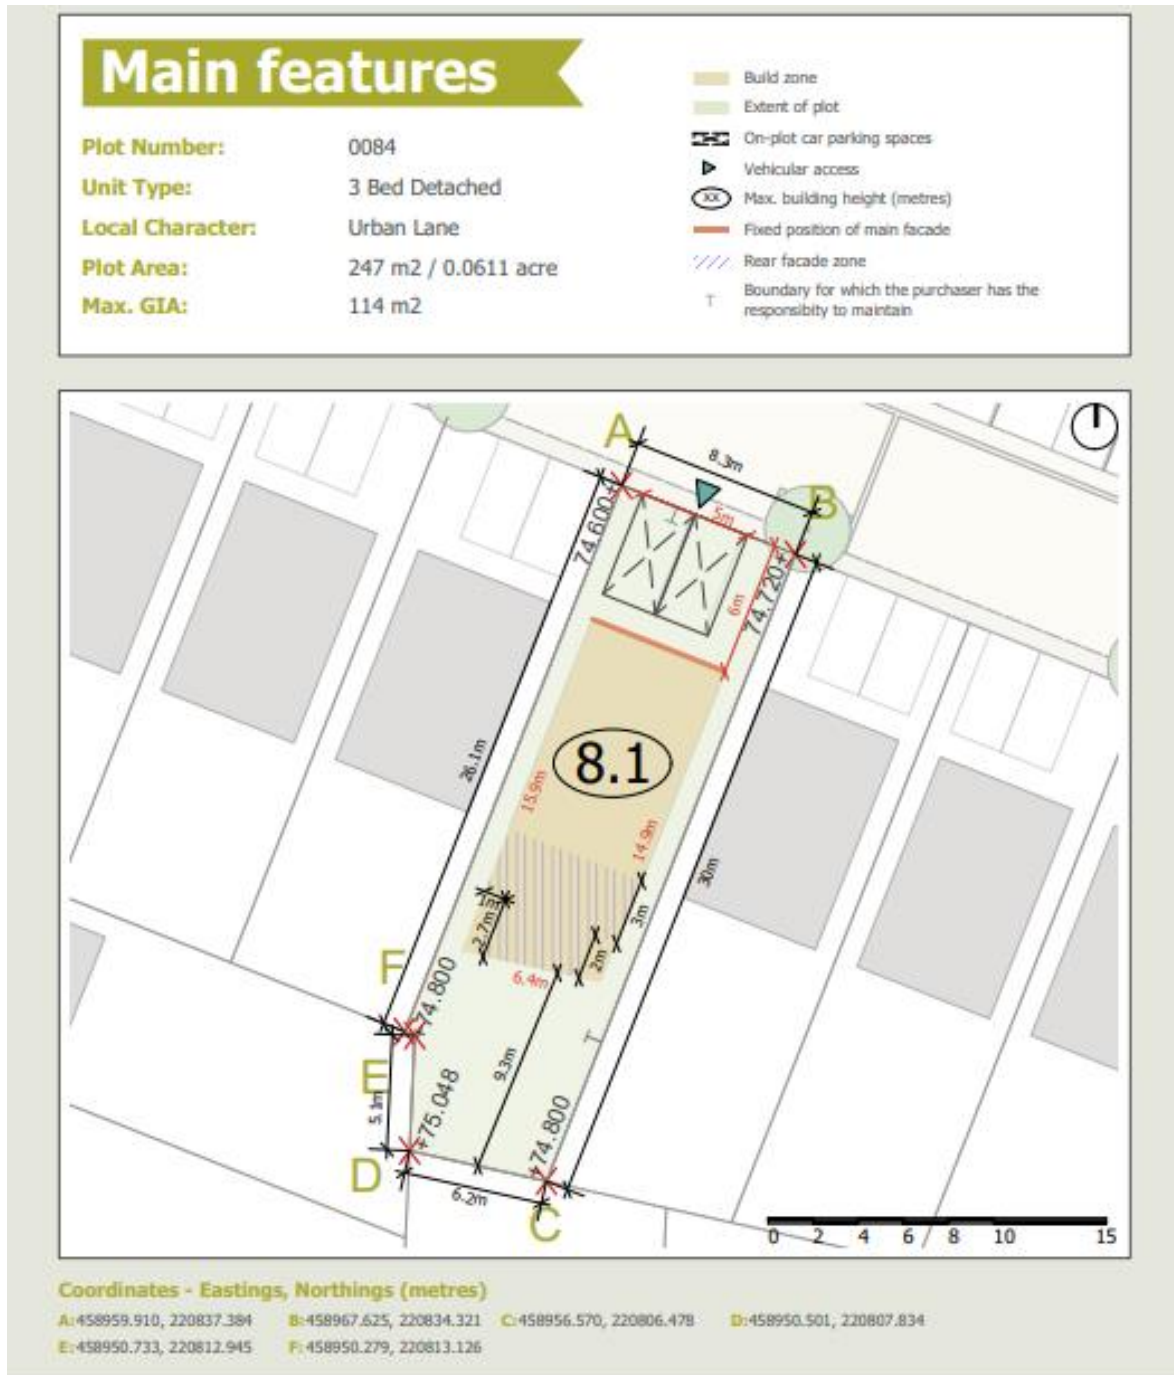 Main features
Plot Number: 0084
Unit Type: 3 Bed Detached
Local Character: Urban Lane
Plot Area: 247 m2 / 0.0611 acre
Max. GIA: 114 m2
Build zone
Extent of plot
On-plot car parking spaces
Vehicular access
XX Max. building height (metres)
Fixed position of main facade
Rear facade zone
T Boundary for which the purchaser has the
responsibity to maintain
A
8.3m
B
74.600+
5m
74.720+
6m
8.1
26.1m
15.9m
14.9m
30m
1m
2.7m
3m
2m
6.4m
F
+74.800
9.3m
T
E
5.1m
+75.048
+74.800
D
6.2m
C
0 2 4 6 8 10 15
Coordinates - Eastings, Northings (metres)
A:458959.910, 220837.384 B:458967.625, 220834.321 C:458956.570, 220806.478 D:458950.501, 220807.834
E:458950.733, 220812.945 F:458950.279, 220813.126